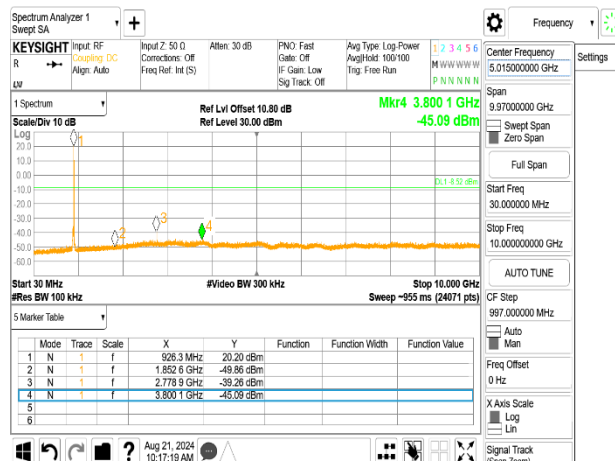 Spectrum Analyzer 1
Swept SA
Frequency
Settings
KEYSIGHT
R
Input: RF
Coupling: DC
Align: Auto
Input Z: 50 Ω
Corrections: Off
Freq Ref: Int (S)
Atten: 30 dB
PNO: Fast
Gate: Off
IF Gain: Low
Sig Track: Off
Avg Type: Log-Power
Avg|Hold: 100/100
Trig: Free Run
1 2 3 4 5 6
M W W W W W
P N N N N N
1 Spectrum
Scale/Div 10 dB
Log
Ref Lvl Offset 10.80 dB
Ref Level 30.00 dBm
Mkr4 3.800 1 GHz
-45.09 dBm
20.0
10.0
0.00
-10.0
-20.0
-30.0
-40.0
-50.0
-60.0
1
2
3
4
DL1 -8.52 dBm
Start 30 MHz
#Res BW 100 kHz
#Video BW 300 kHz
Stop 10.000 GHz
Sweep ~955 ms (24071 pts)
5 Marker Table
Mode Trace Scale X Y Function Function Width Function Value
1 N 1 f 926.3 MHz 20.20 dBm
2 N 1 f 1.852 6 GHz -49.86 dBm
3 N 1 f 2.778 9 GHz -39.26 dBm
4 N 1 f 3.800 1 GHz -45.09 dBm
5
6
Aug 21, 2024
10:17:19 AM
Center Frequency
5.015000000 GHz
Span
9.97000000 GHz
Swept Span
Zero Span
Full Span
Start Freq
30.000000 MHz
Stop Freq
10.000000000 GHz
AUTO TUNE
CF Step
997.000000 MHz
Auto
Man
Freq Offset
0 Hz
X Axis Scale
Log
Lin
Signal Track
(Span Zoom)